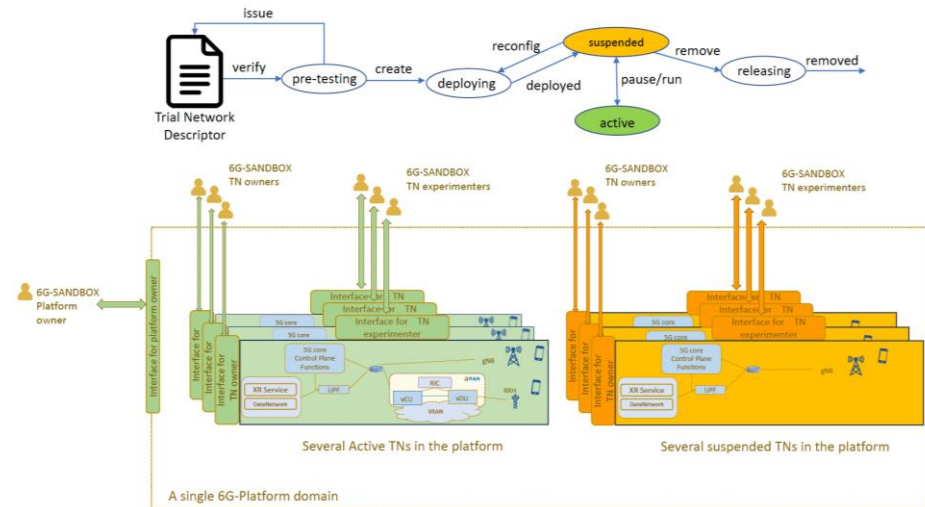 issue
verify
pre-testing
create
deploying
reconfig
deployed
suspended
pause/run
active
remove
releasing
removed
Trial Network
Descriptor
6G-SANDBOX
TN owners
6G-SANDBOX
TN experimenters
6G-SANDBOX
TN owners
6G-SANDBOX
TN experimenters
6G-SANDBOX
Platform
owner
Interface for platform owner
Interface for
Interface for
Interface for
TN owner
Interface for TN
Interface for TN
Interface for TN
experimenter
5G core
5G core
5G core
Control Plane
Functions
XR Service
DataNetwork
UPF
gNB
RIC
vCU
vDU
VRAN
RRH
Several Active TNs in the platform
Interface for
Interface for
Interface for
TN owner
Interface for TN
Interface for TN
Interface for TN
experimenter
5G core
5G core
5G core
Control Plane
Functions
XR Service
DataNetwork
UPF
gNB
Several suspended TNs in the platform
A single 6G-Platform domain